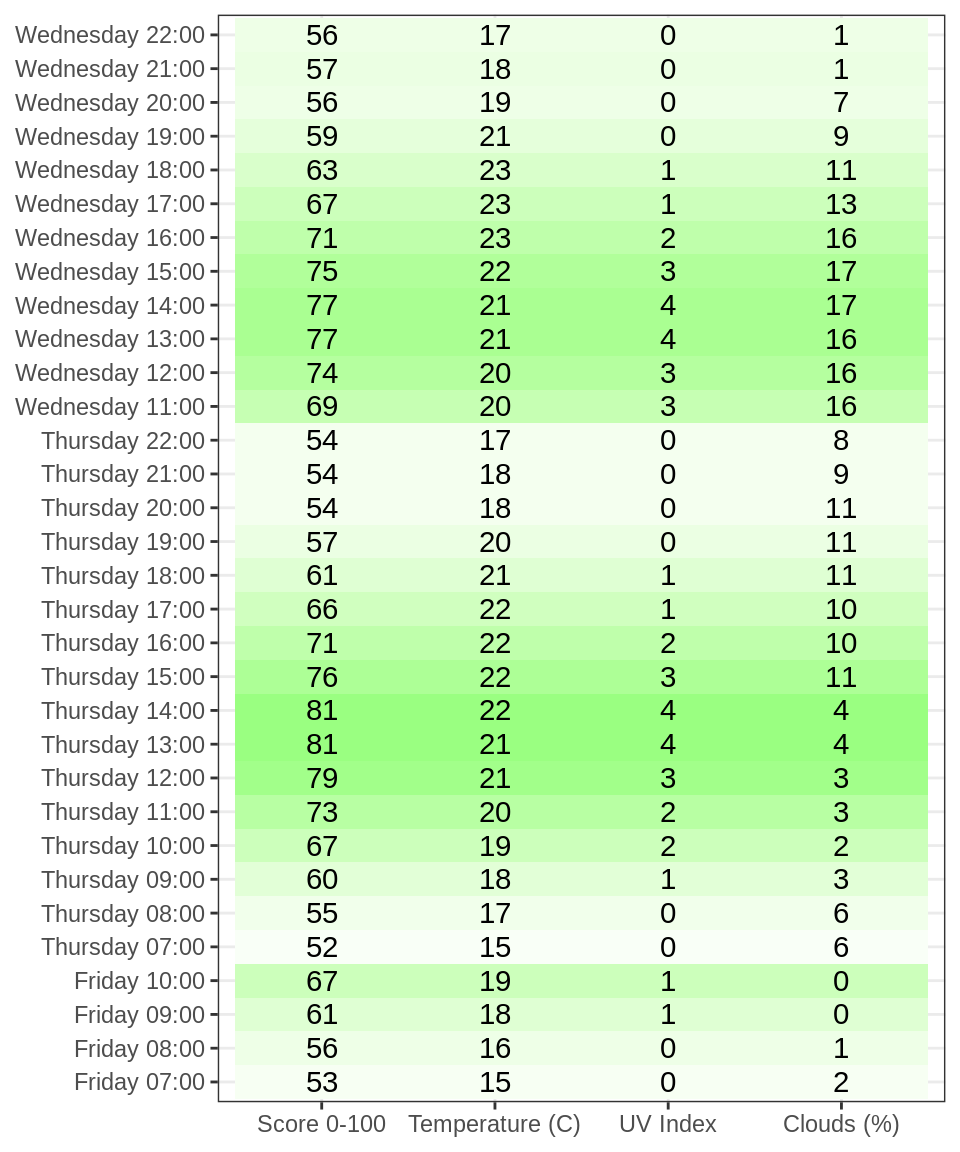 Wednesday 22:00 56 17 0 1
Wednesday 21:00 57 18 0 1
Wednesday 20:00 56 19 0 7
Wednesday 19:00 59 21 0 9
Wednesday 18:00 63 23 1 11
Wednesday 17:00 67 23 1 13
Wednesday 16:00 71 23 2 16
Wednesday 15:00 75 22 3 17
Wednesday 14:00 77 21 4 17
Wednesday 13:00 77 21 4 16
Wednesday 12:00 74 20 3 16
Wednesday 11:00 69 20 3 16
Thursday 22:00 54 17 0 8
Thursday 21:00 54 18 0 9
Thursday 20:00 54 18 0 11
Thursday 19:00 57 20 0 11
Thursday 18:00 61 21 1 11
Thursday 17:00 66 22 1 10
Thursday 16:00 71 22 2 10
Thursday 15:00 76 22 3 11
Thursday 14:00 81 22 4 4
Thursday 13:00 81 21 4 4
Thursday 12:00 79 21 3 3
Thursday 11:00 73 20 2 3
Thursday 10:00 67 19 2 2
Thursday 09:00 60 18 1 3
Thursday 08:00 55 17 0 6
Thursday 07:00 52 15 0 6
Friday 10:00 67 19 1 0
Friday 09:00 61 18 1 0
Friday 08:00 56 16 0 1
Friday 07:00 53 15 0 2
Score 0-100 Temperature (C) UV Index Clouds (%)